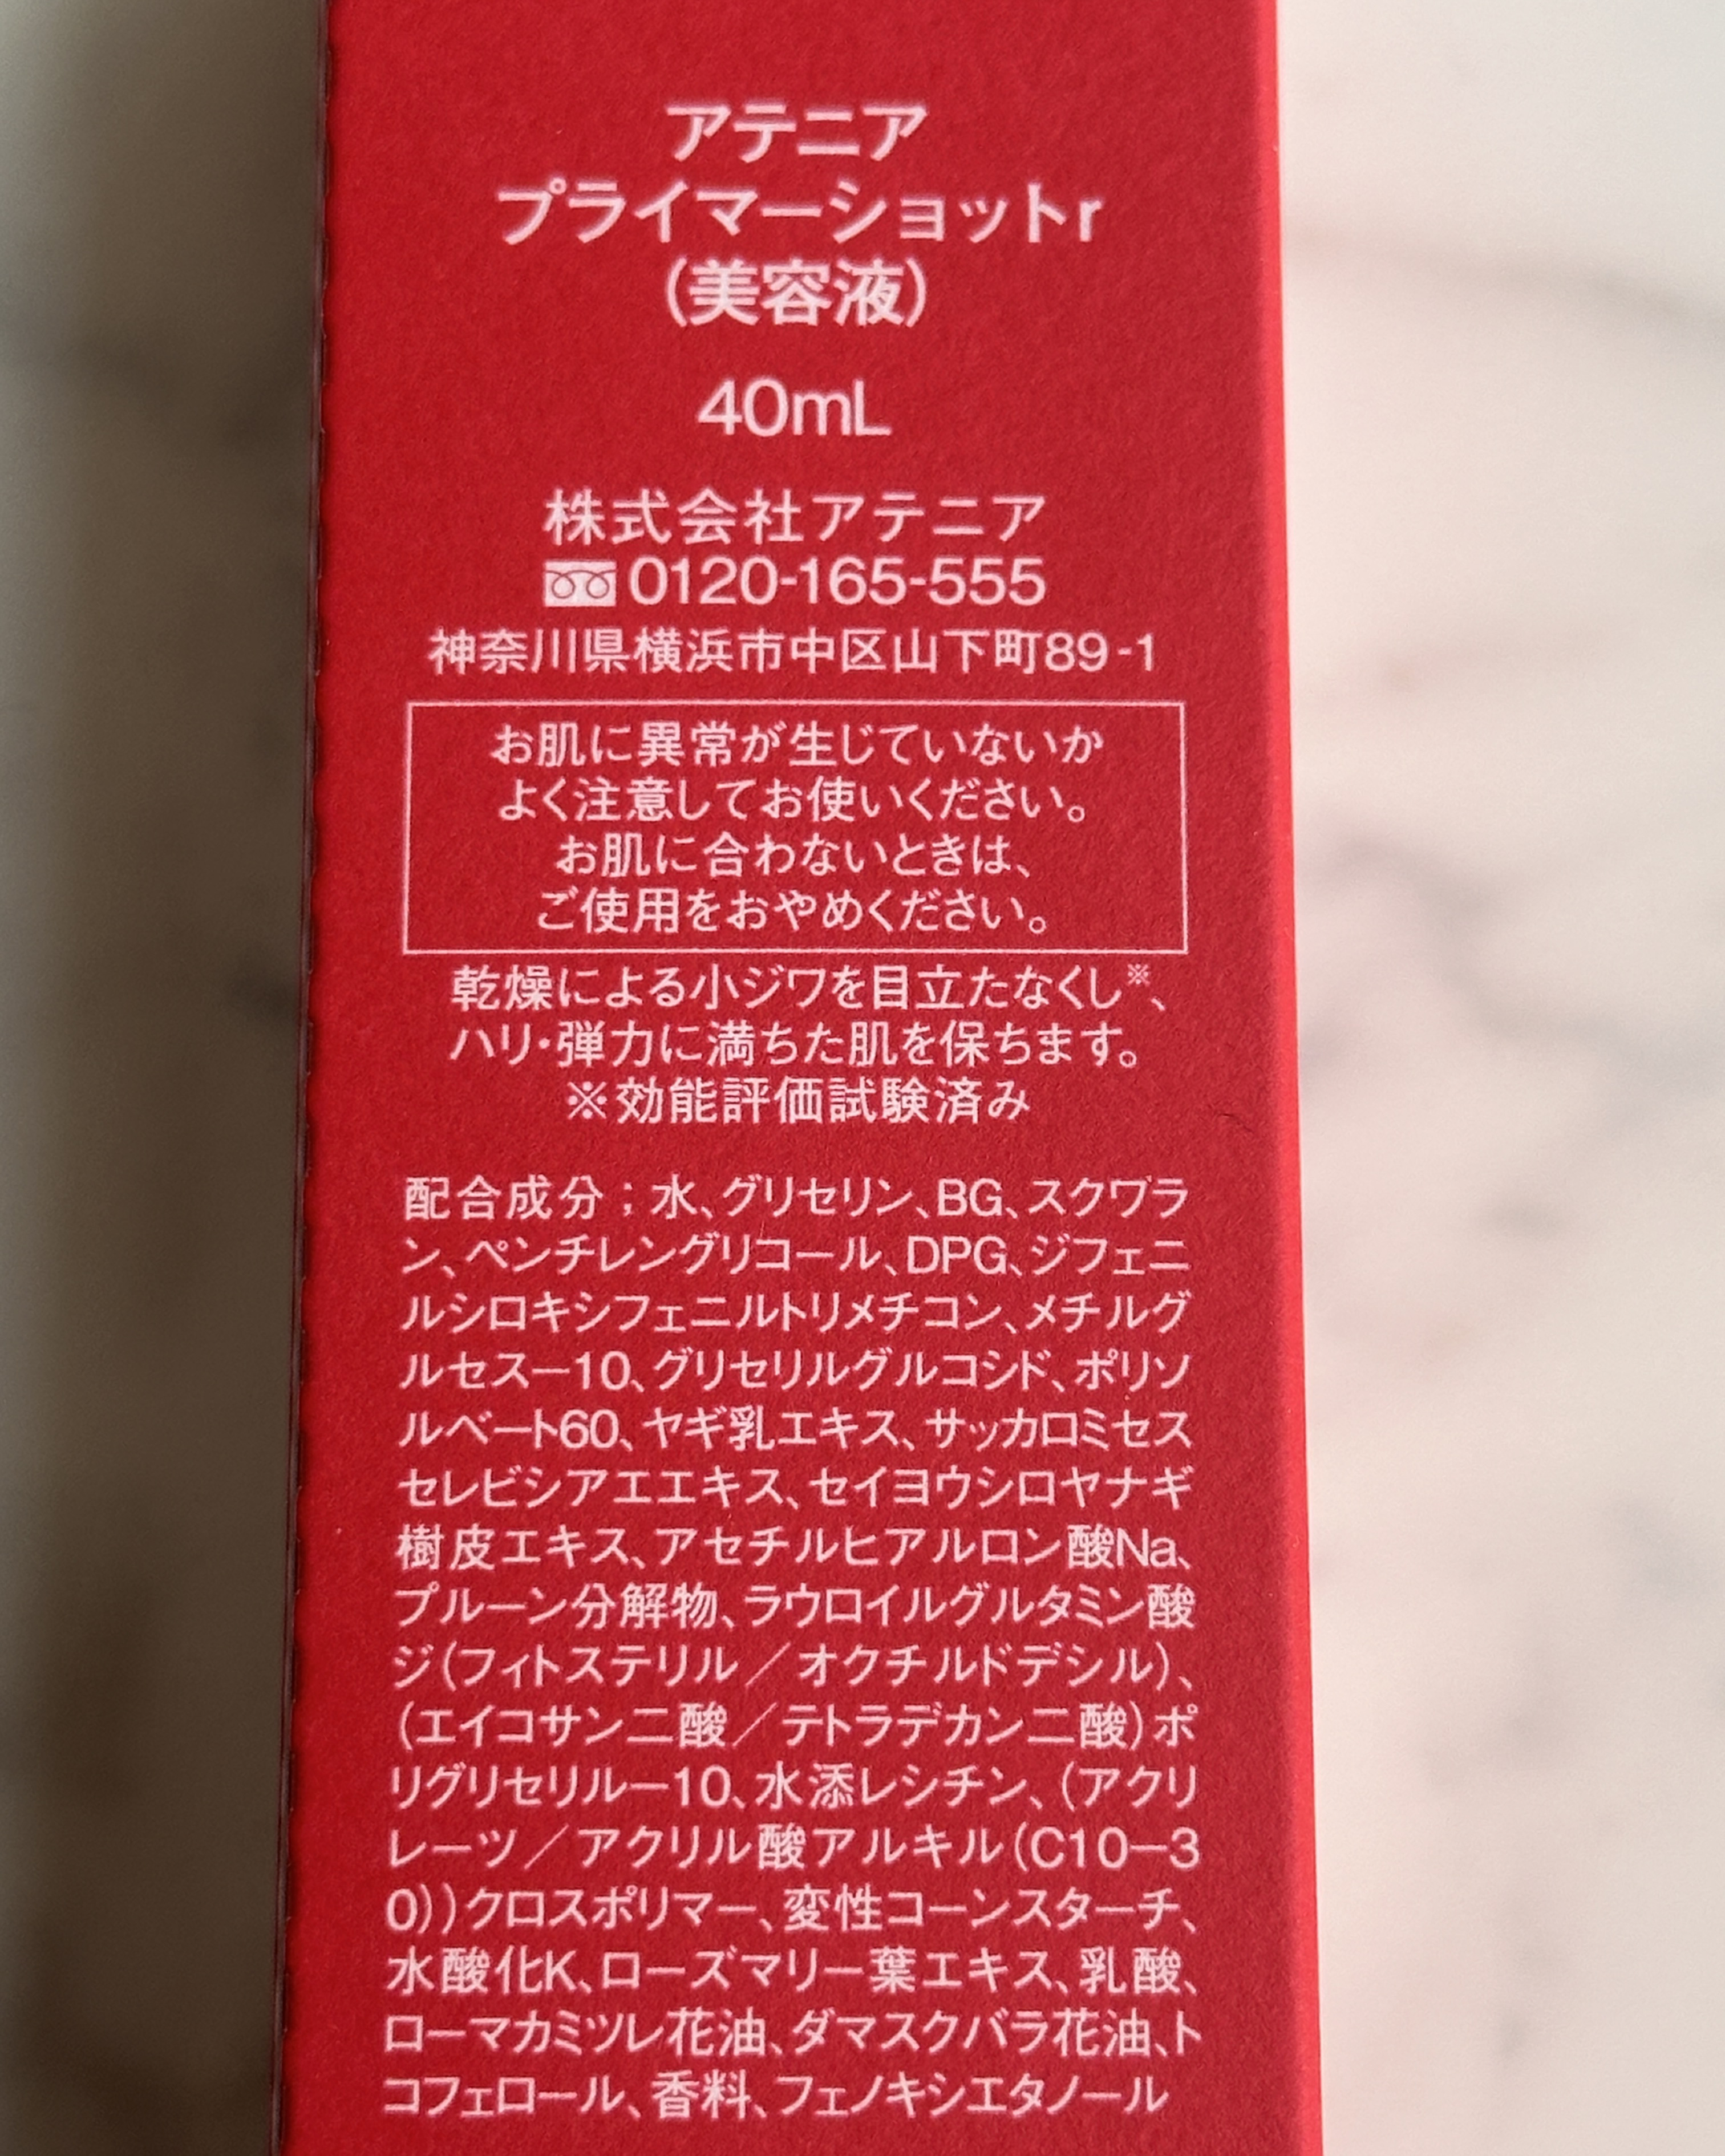 アテニア
プライマーショットr
(美容液)
40mL
株式会社アテニア
0120-165-555
神奈川県横浜市中区山下町89-1
お肌に異常が生じていないか
よく注意してお使いください。
お肌に合わないときは、
ご使用をおやめください。
乾燥による小ジワを目立たなくし※、
ハリ・弾力に満ちた肌を保ちます。
※効能評価試験済み
配合成分；水、グリセリン、BG、スクワラ
ン、ペンチレングリコール、DPG、ジフェニ
ルシロキシフェニルトリメチコン、メチルグ
ルセス－10、グリセリルグルコシド、ポリソ
ルベート60、ヤギ乳エキス、サッカロミセス
セレビシアエエキス、セイヨウシロヤナギ
樹皮エキス、アセチルヒアルロン酸Na、
プルーン分解物、ラウロイルグルタミン酸
ジ(フィトステリル／オクチルドデシル)、
(エイコサン二酸／テトラデカン二酸)ポ
リグリセリル－10、水添レシチン、(アクリ
レーツ／アクリル酸アルキル(C10－3
0))クロスポリマー、変性コーンスターチ、
水酸化K、ローズマリー葉エキス、乳酸、
ローマカミツレ花油、ダマスクバラ花油、ト
コフェロール、香料、フェノキシエタノール